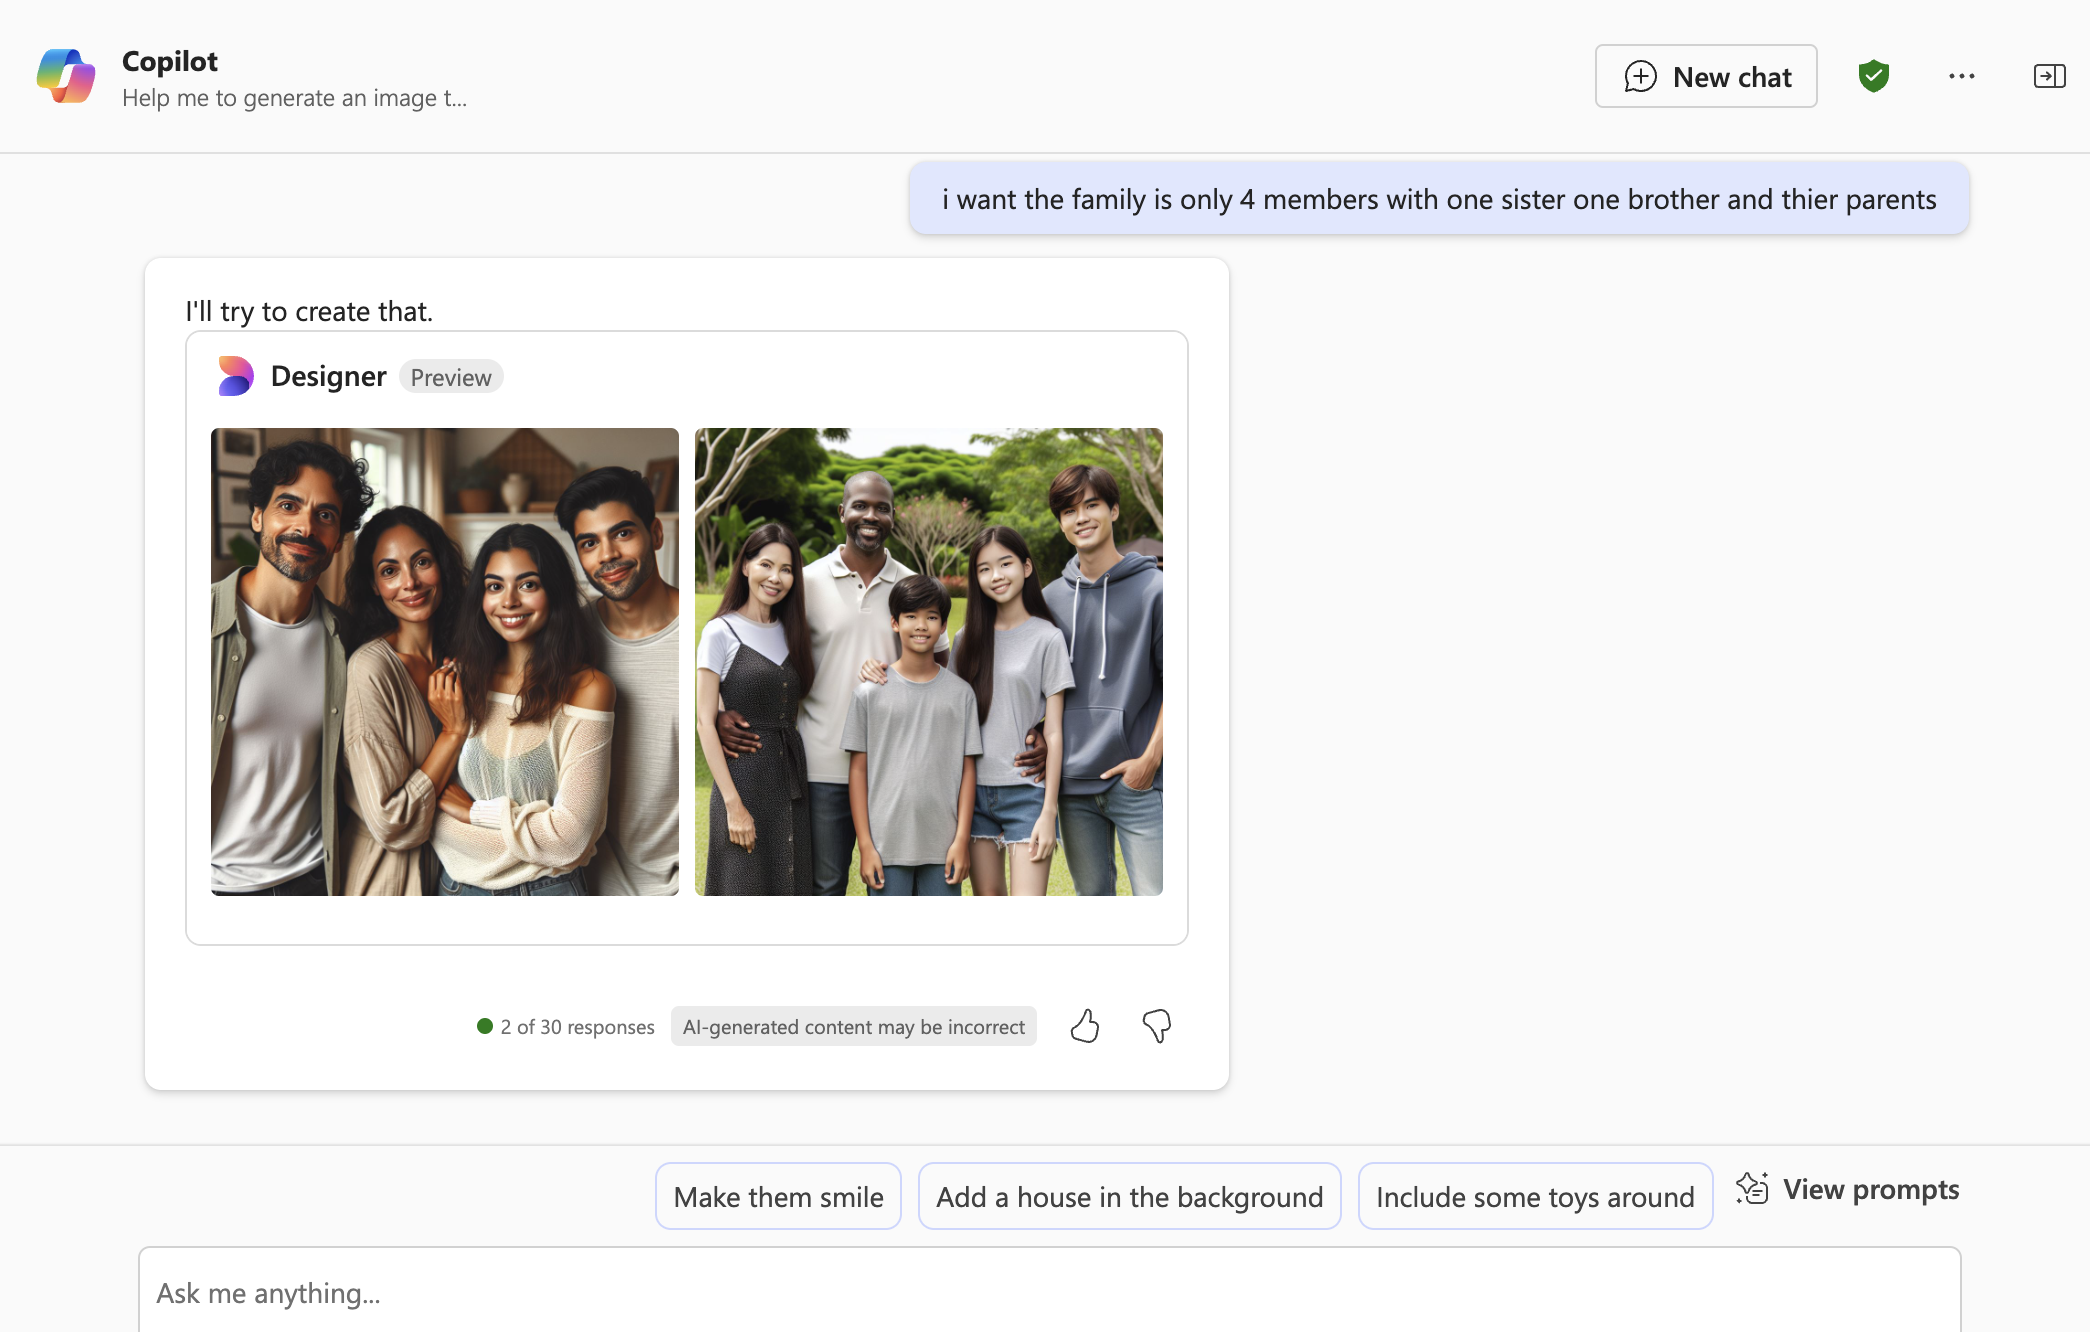 Copilot
Help me to generate an image t...
New chat
i want the family is only 4 members with one sister one brother and thier parents
I'll try to create that.
Designer Preview
2 of 30 responses
AI-generated content may be incorrect
Make them smile
Add a house in the background
Include some toys around
View prompts
Ask me anything...